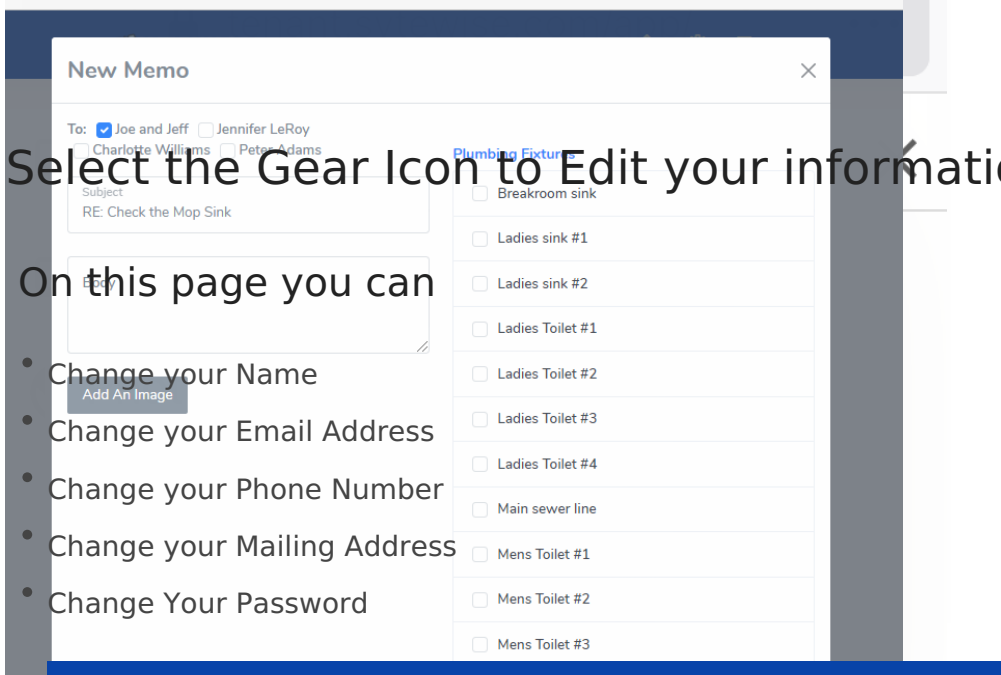 New Memo
To: Joe and Jeff Jennifer LeRoy
Charlotte Williams Peter Adams
Plumbing Fixtures
Select the Gear Icon to Edit your
Subject
RE: Check the Mop Sink
Breakroom sink
Ladies sink #1
On this page you can
Body
Ladies sink #2
Ladies Toilet #1
Change your Name
Add An Image
Ladies Toilet #2
Ladies Toilet #3
Change your Email Address
Ladies Toilet #4
Change your Phone Number
Main sewer line
Change your Mailing Address
Mens Toilet #1
Change Your Password
Mens Toilet #2
Mens Toilet #3